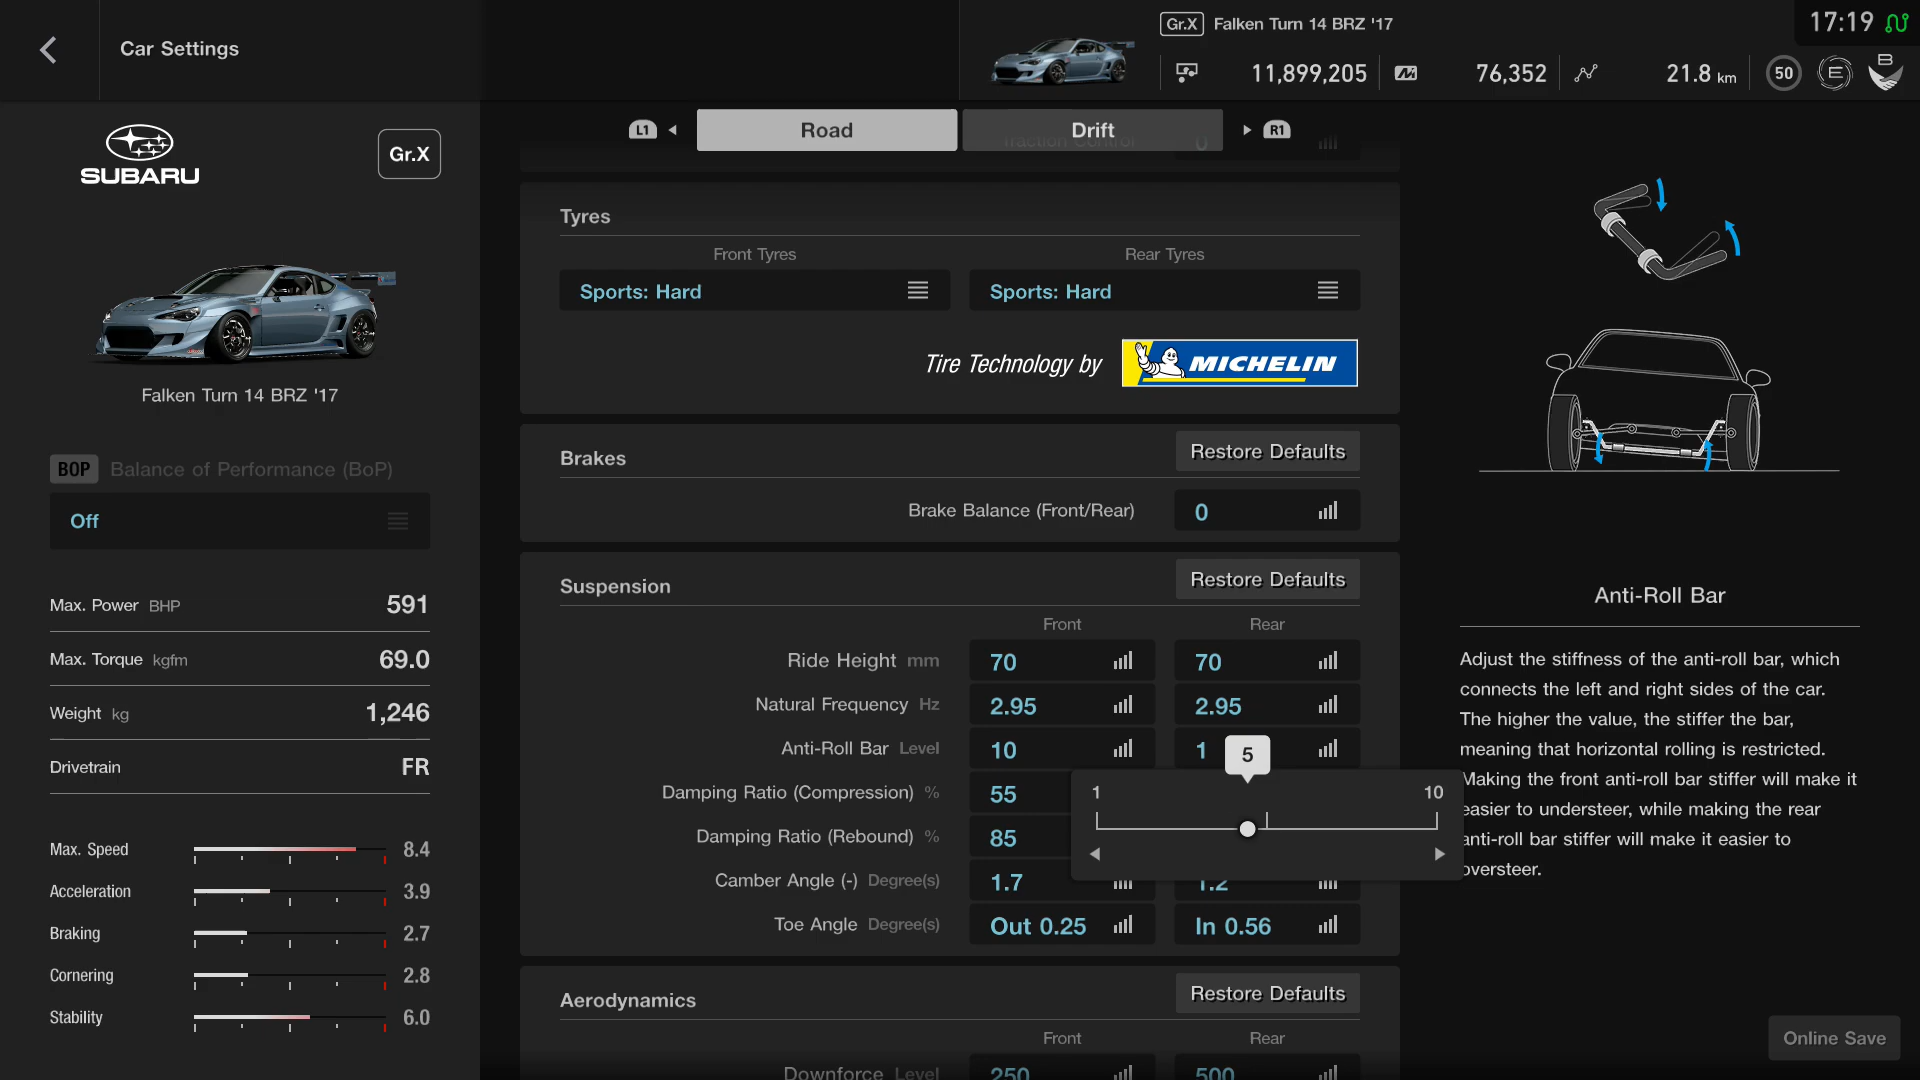 Car Settings
Gr.X Falken Turn 14 BRZ '17
17:19
11,899,205
76,352
21.8 km
50
E
B
SUBARU
Gr.X
Falken Turn 14 BRZ '17
BOP Balance of Performance (BoP)
Off
Max. Power BHP 591
Max. Torque kgfm 69.0
Weight kg 1,246
Drivetrain FR
Max. Speed 8.4
Acceleration 3.9
Braking 2.7
Cornering 2.8
Stability 6.0
L1 Road Drift R1
Traction Control 0
Tyres
Front Tyres Rear Tyres
Sports: Hard Sports: Hard
Tire Technology by MICHELIN
Brakes Restore Defaults
Brake Balance (Front/Rear) 0
Suspension Restore Defaults
Front Rear
Ride Height mm 70 70
Natural Frequency Hz 2.95 2.95
Anti-Roll Bar Level 10 1
5
Damping Ratio (Compression) % 55
1 10
Damping Ratio (Rebound) % 85
Camber Angle (-) Degree(s) 1.7 1.2
Toe Angle Degree(s) Out 0.25 In 0.56
Aerodynamics Restore Defaults
Front Rear
Downforce Level 250 500
Anti-Roll Bar
Adjust the stiffness of the anti-roll bar, which
connects the left and right sides of the car.
The higher the value, the stiffer the bar,
meaning that horizontal rolling is restricted.
Making the front anti-roll bar stiffer will make it
easier to understeer, while making the rear
anti-roll bar stiffer will make it easier to
oversteer.
Online Save